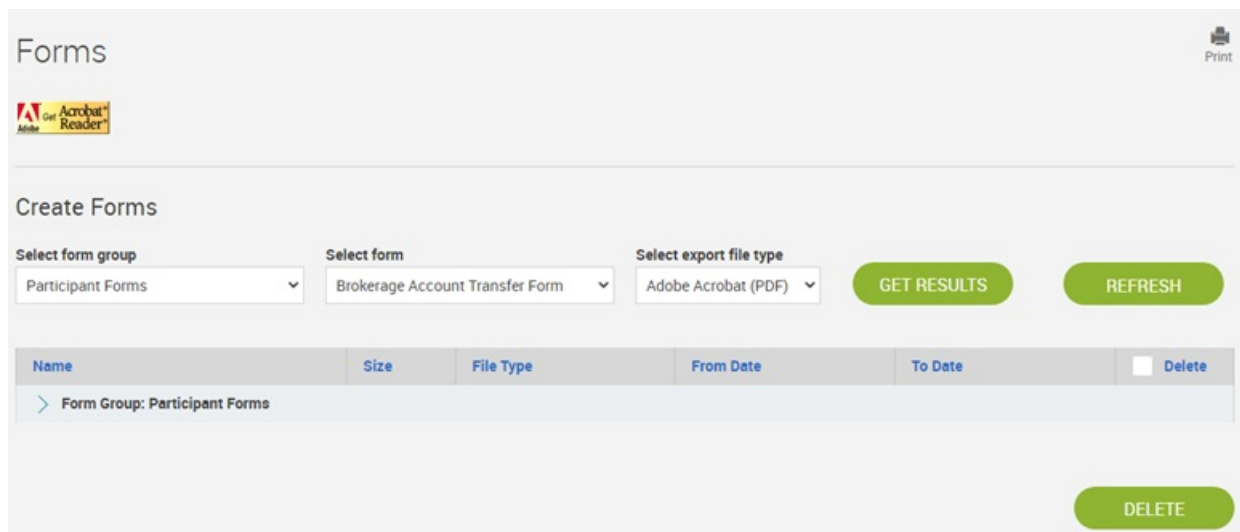 Forms
Print
Adobe Get Acrobat® Reader®
Create Forms
Select form group
Select form
Select export file type
Participant Forms
Brokerage Account Transfer Form
Adobe Acrobat (PDF)
GET RESULTS
REFRESH
Name Size File Type From Date To Date Delete
Form Group: Participant Forms
DELETE